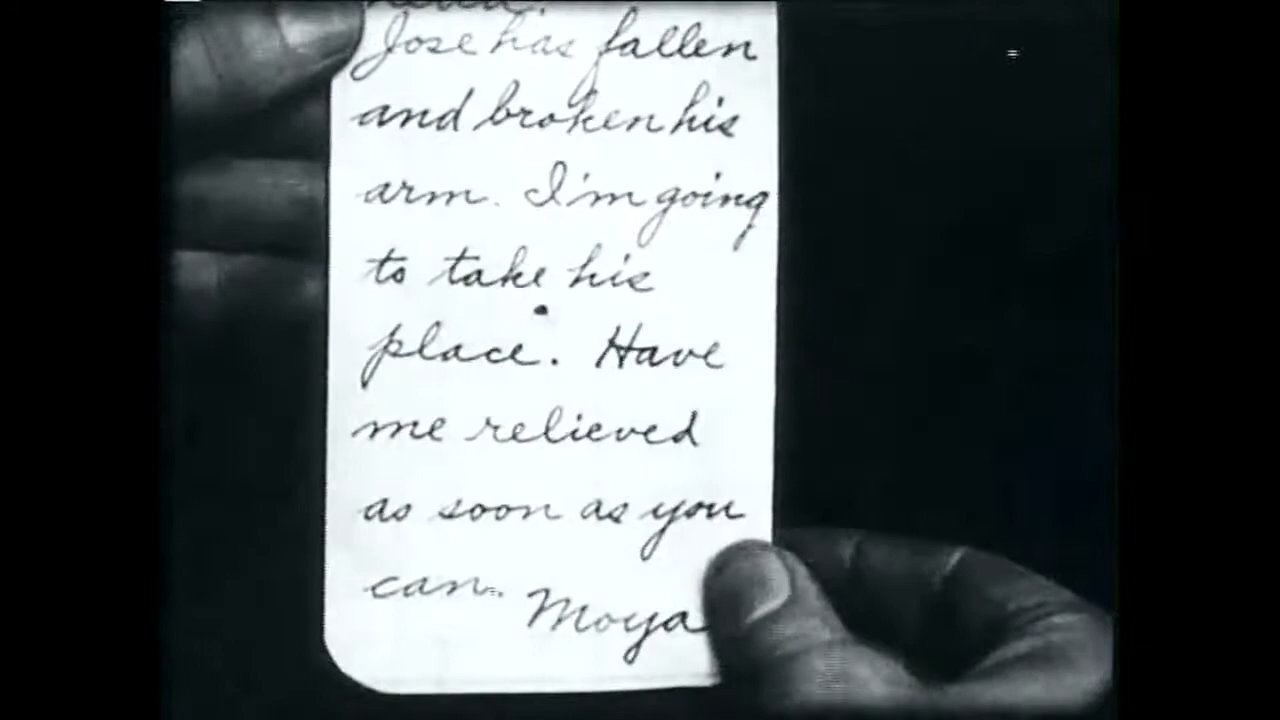 Jose has fallen
and broken his
arm. I'm going
to take his
place. Have
me relieved
as soon as you
can.
Moya